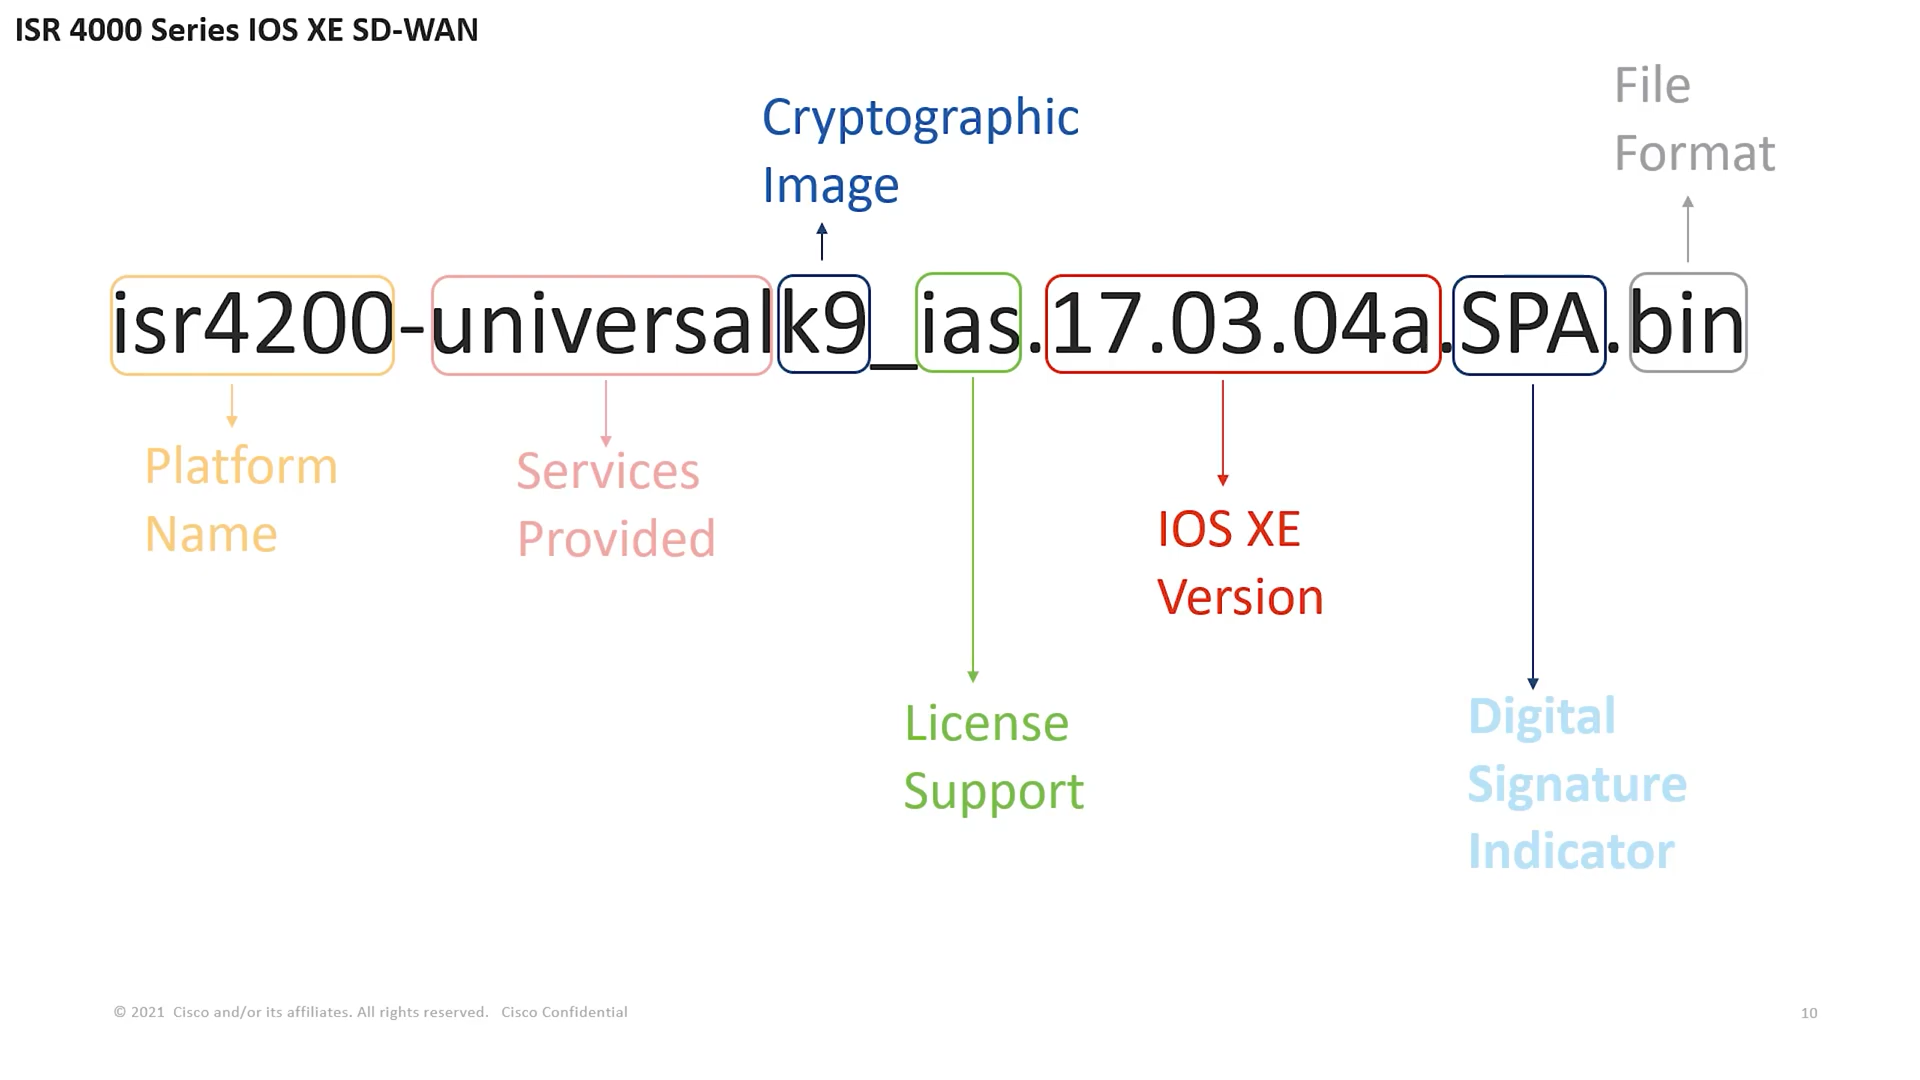 ISR 4000 Series IOS XE SD-WAN
File
Format
Cryptographic
Image
isr4200-universalk9_ias.17.03.04a.SPA.bin
Platform
Name
Services
Provided
IOS XE
Version
License
Support
Digital
Signature
Indicator
© 2021 Cisco and/or its affiliates. All rights reserved. Cisco Confidential
10